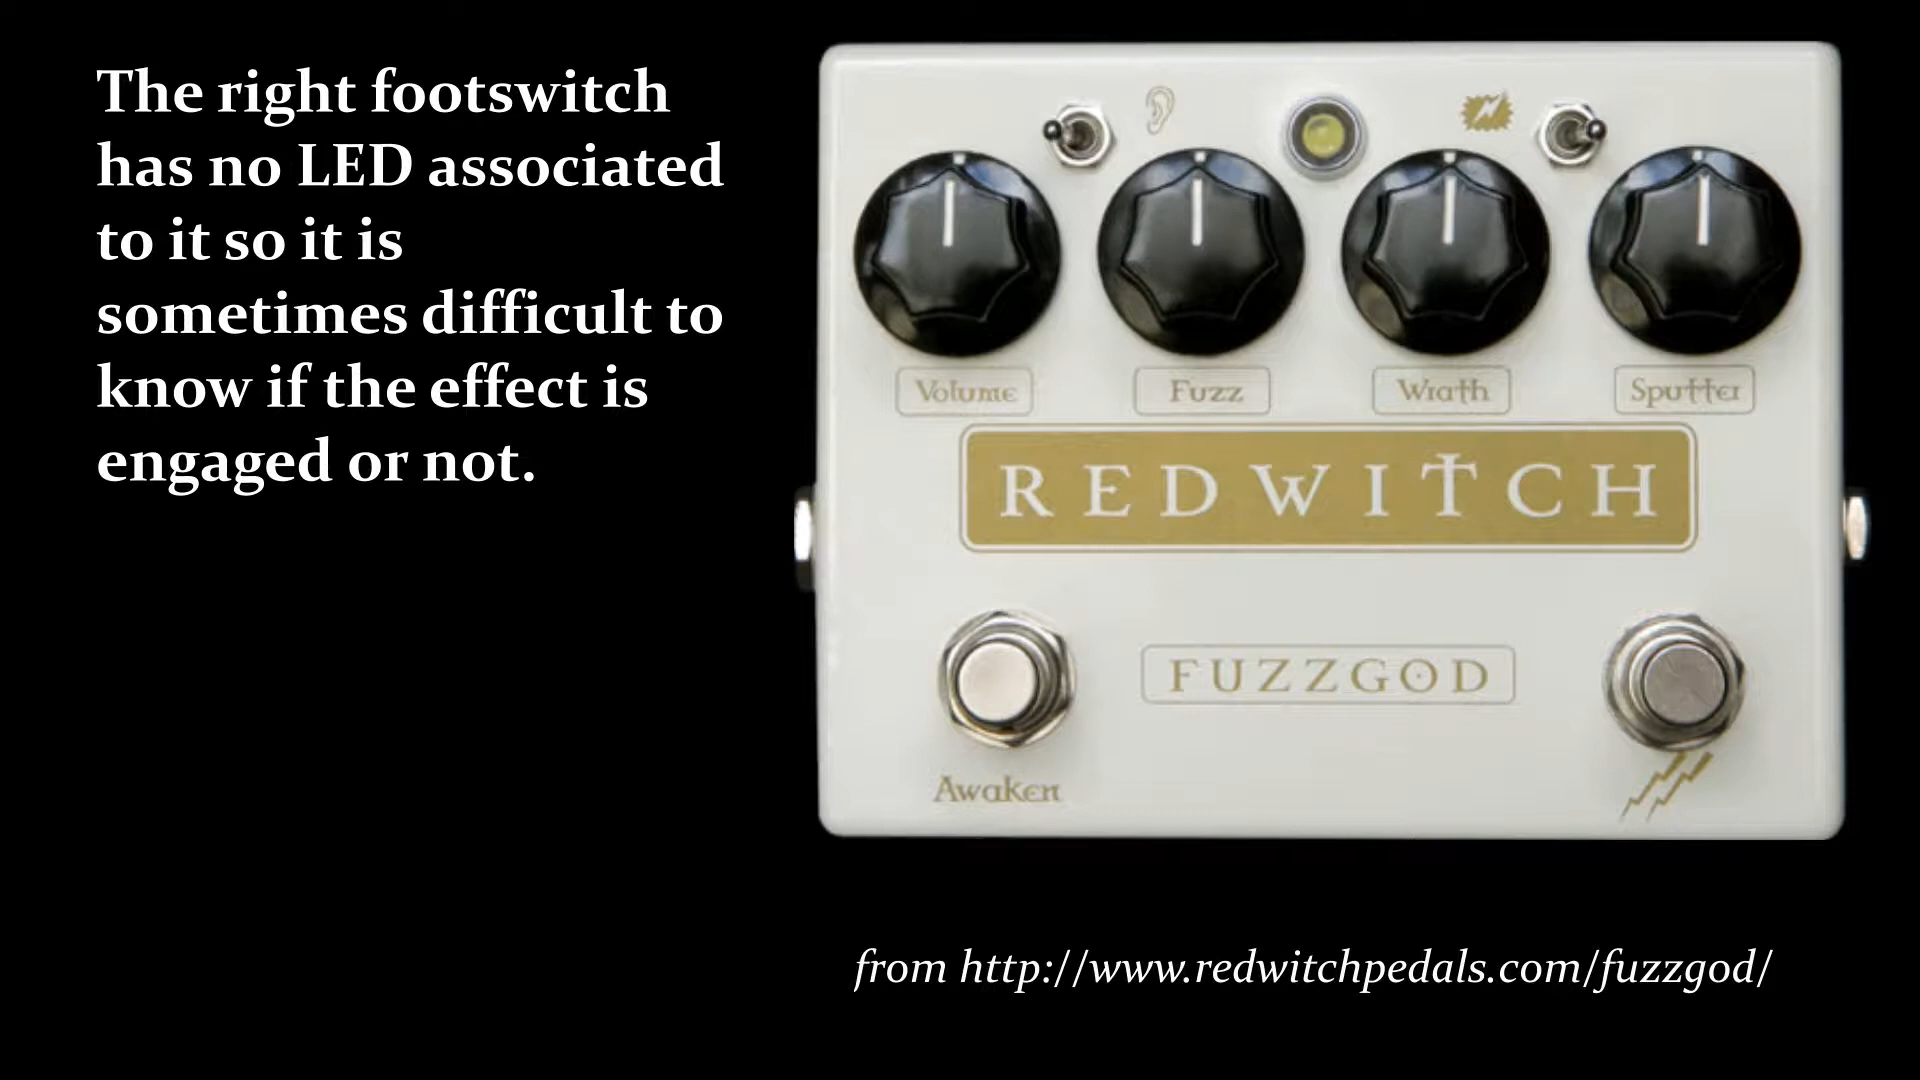 The right footswitch
has no LED associated
to it so it is
sometimes difficult to
know if the effect is
engaged or not.
Volume
Fuzz
Wrath
Sputter
REDWITCH
FUZZGOD
Awaken
from http://www.redwitchpedals.com/fuzzgod/